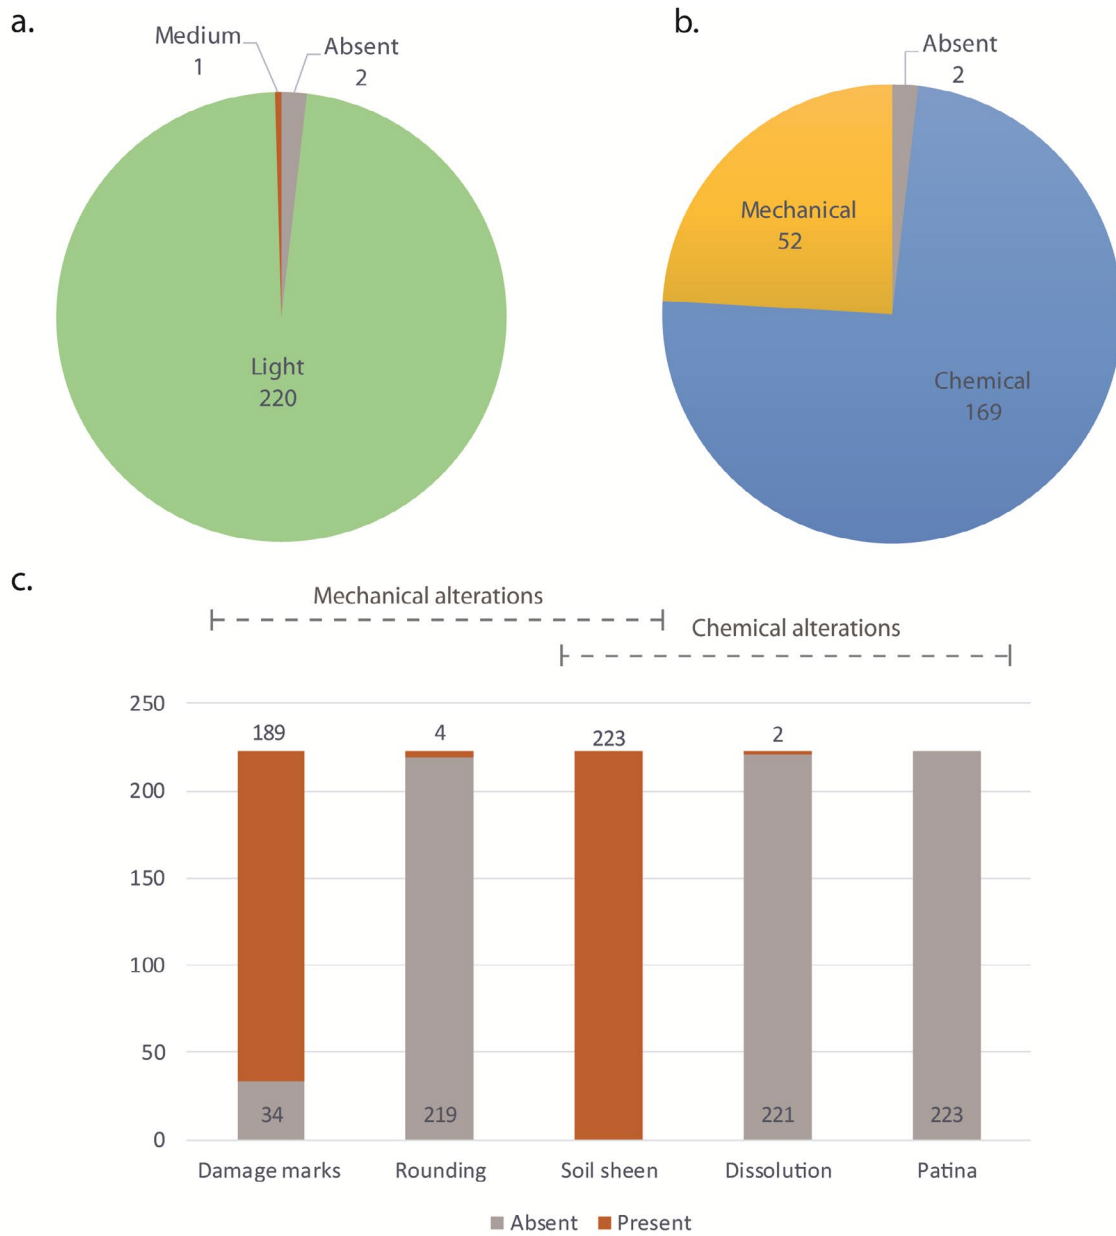 a.
Medium
1
Absent
2
Light
220
b.
Absent
2
Mechanical
52
Chemical
169
c.
Mechanical alterations
Chemical alterations
250
200
150
100
50
0
189
4
223
2
34
219
221
223
Damage marks
Rounding
Soil sheen
Dissolution
Patina
Absent
Present